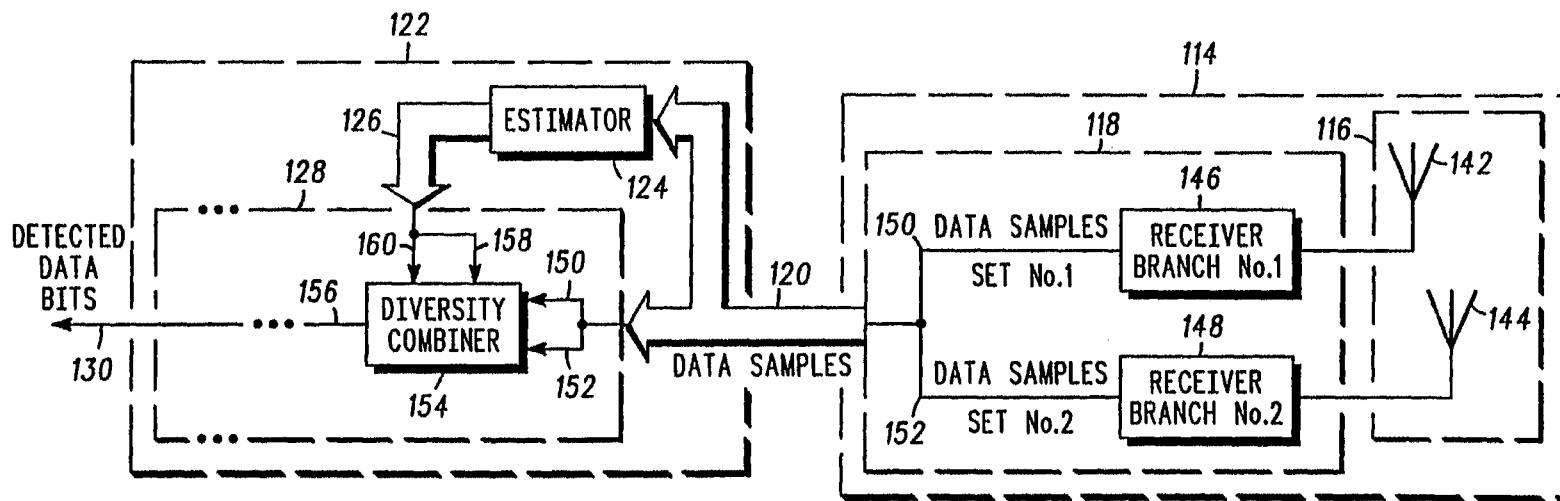 122
114
126
ESTIMATOR
124
118
116
142
128
146
150
DATA SAMPLES
SET No.1
RECEIVER
BRANCH No.1
DETECTED
DATA
BITS
160
158
150
120
156
DIVERSITY
COMBINER
144
148
130
152
154
DATA SAMPLES
DATA SAMPLES
SET No.2
152
RECEIVER
BRANCH No.2